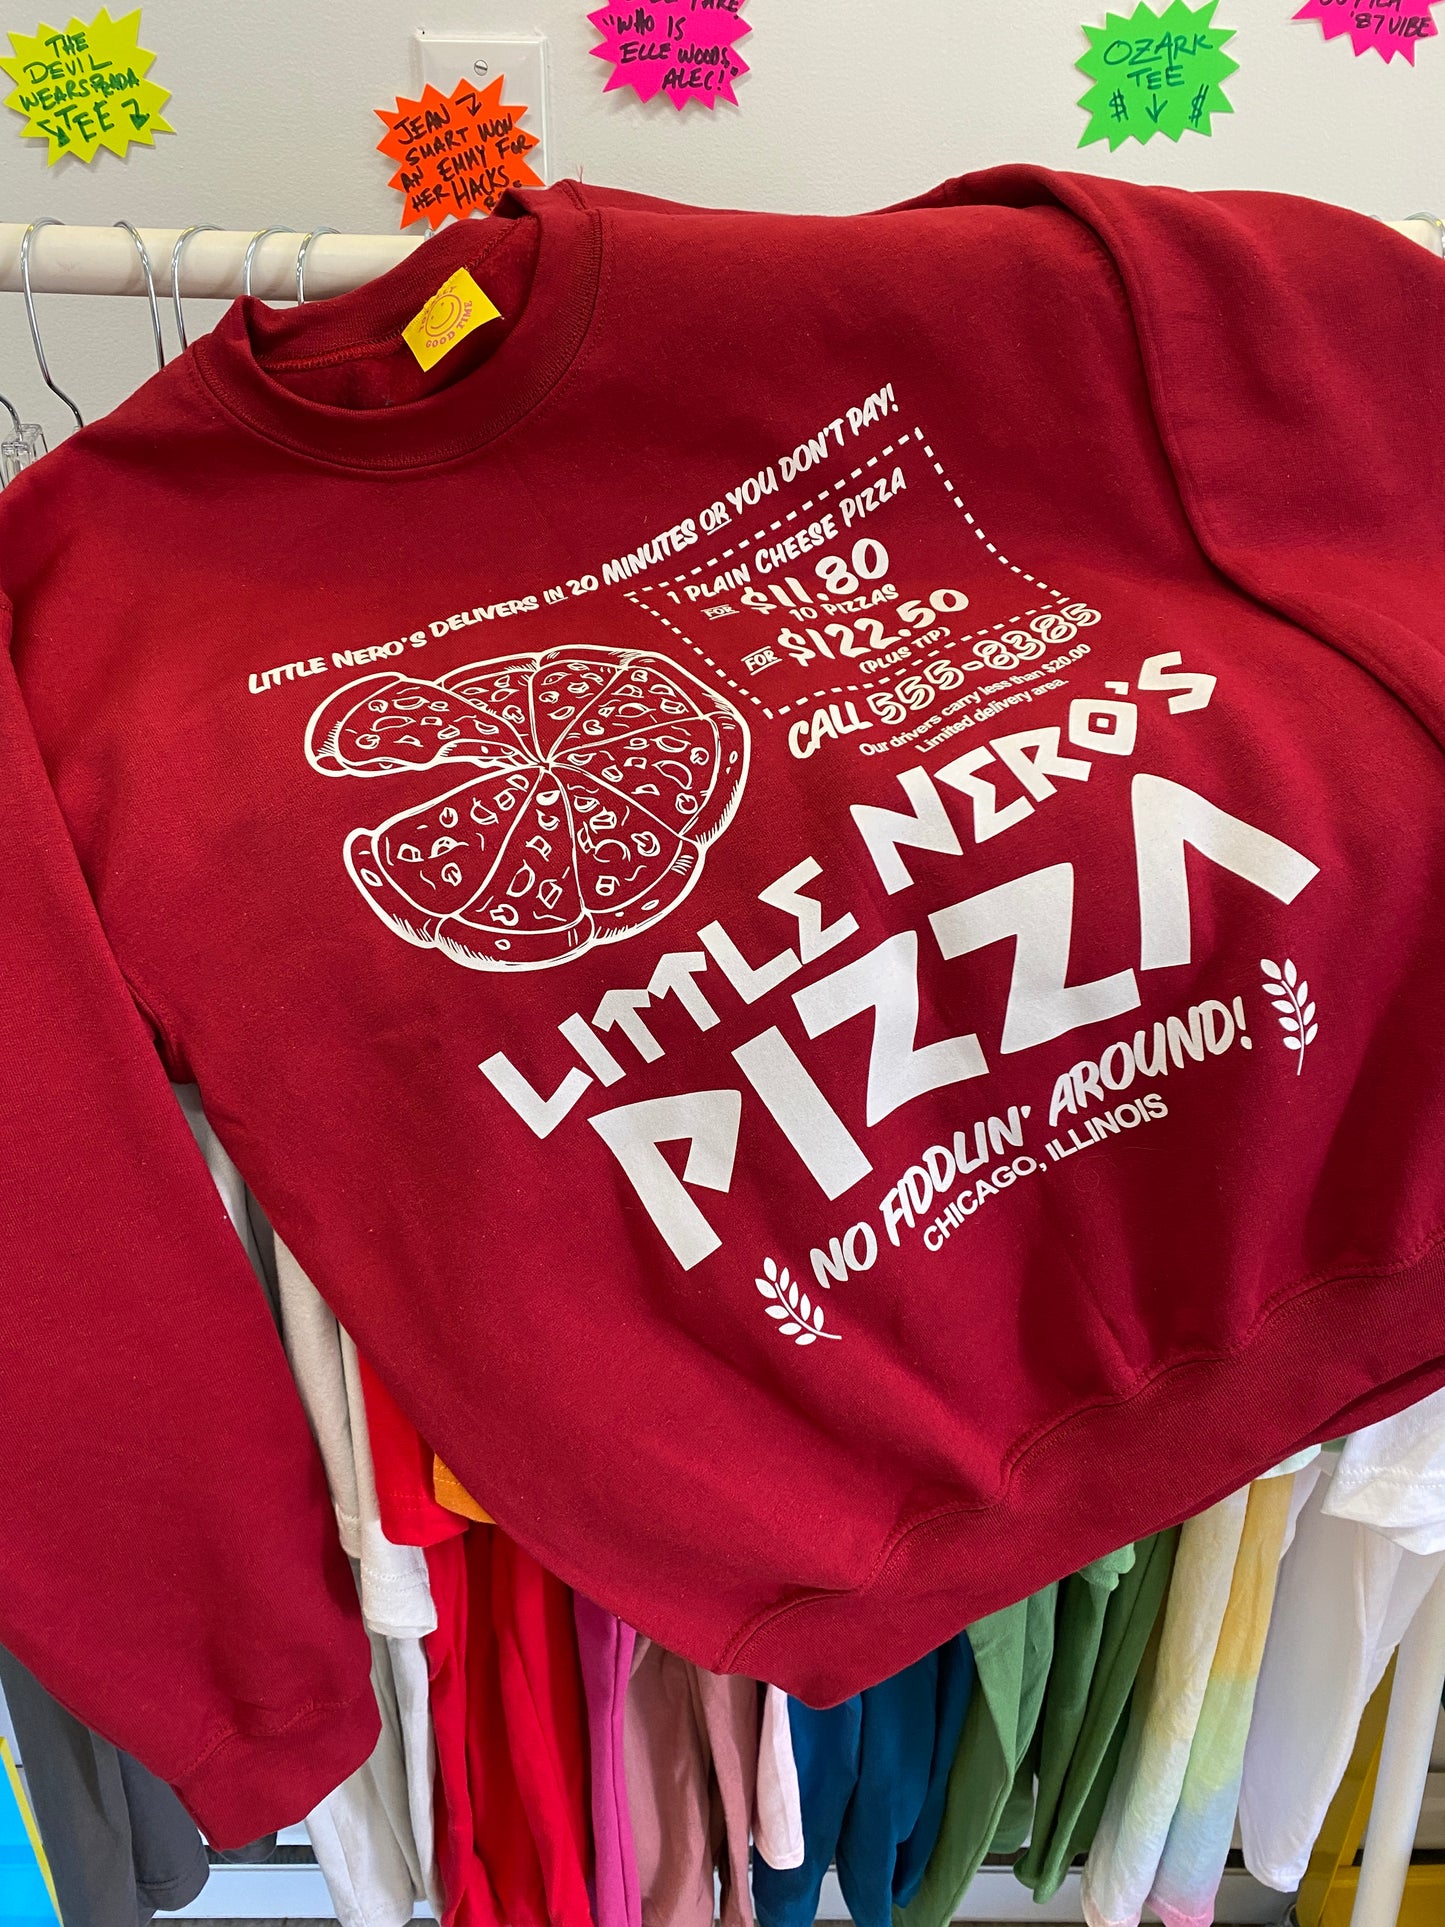 THE
DEVIL
WEARS PRADA
TEE
JEAN
SMART WON
AN EMMY FOR
HER HACKS
"WHO IS
ELLE WOODS
ALEC!"
OZARK
TEE
$ $
'87 VIBE
GOOD TIME
LITTLE NERO'S DELIVERS IN 20 MINUTES OR YOU DON'T PAY!
1 PLAIN CHEESE PIZZA
FOR $11.80
10 PIZZAS
FOR $122.50
(PLUS TIP)
CALL 555-8385
Our drivers carry less than $20.00
Limited delivery area.
LITTLE NERO'S
PIZZA
NO FIDDLIN' AROUND!
CHICAGO, ILLINOIS